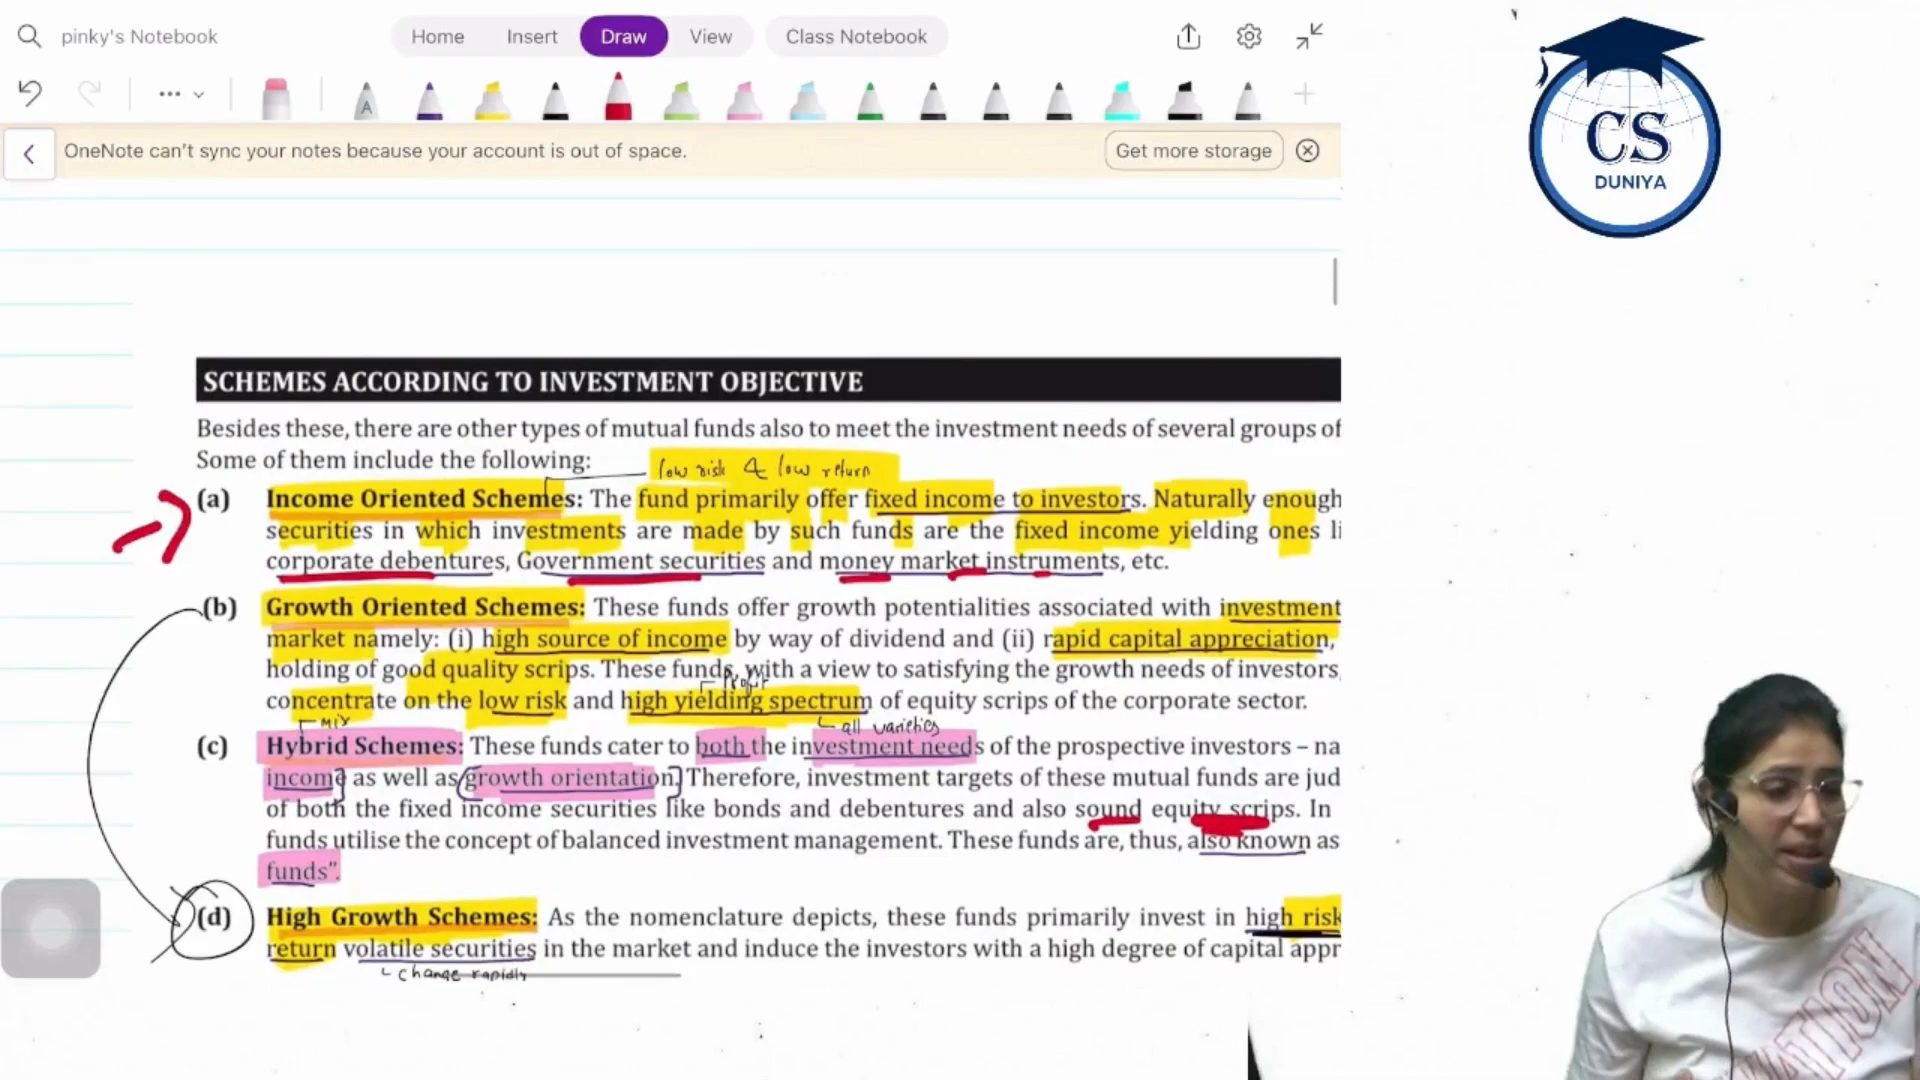 pinky's Notebook
Home Insert Draw View Class Notebook
A
OneNote can't sync your notes because your account is out of space.
Get more storage
CS
DUNIYA
SCHEMES ACCORDING TO INVESTMENT OBJECTIVE
Besides these, there are other types of mutual funds also to meet the investment needs of several groups of
Some of them include the following:
low risk & low return
(a) Income Oriented Schemes: The fund primarily offer fixed income to investors. Naturally enough
securities in which investments are made by such funds are the fixed income yielding ones li
corporate debentures, Government securities and money market instruments, etc.
(b) Growth Oriented Schemes: These funds offer growth potentialities associated with investment
market namely: (i) high source of income by way of dividend and (ii) rapid capital appreciation,
holding of good quality scrips. These funds, with a view to satisfying the growth needs of investors,
profit
concentrate on the low risk and high yielding spectrum of equity scrips of the corporate sector.
mix
all varieties
(c) Hybrid Schemes: These funds cater to both the investment needs of the prospective investors – na
income as well as growth orientation. Therefore, investment targets of these mutual funds are jud
of both the fixed income securities like bonds and debentures and also sound equity scrips. In
funds utilise the concept of balanced investment management. These funds are, thus, also known as
funds".
(d) High Growth Schemes: As the nomenclature depicts, these funds primarily invest in high risk
return volatile securities in the market and induce the investors with a high degree of capital appr
change rapidly